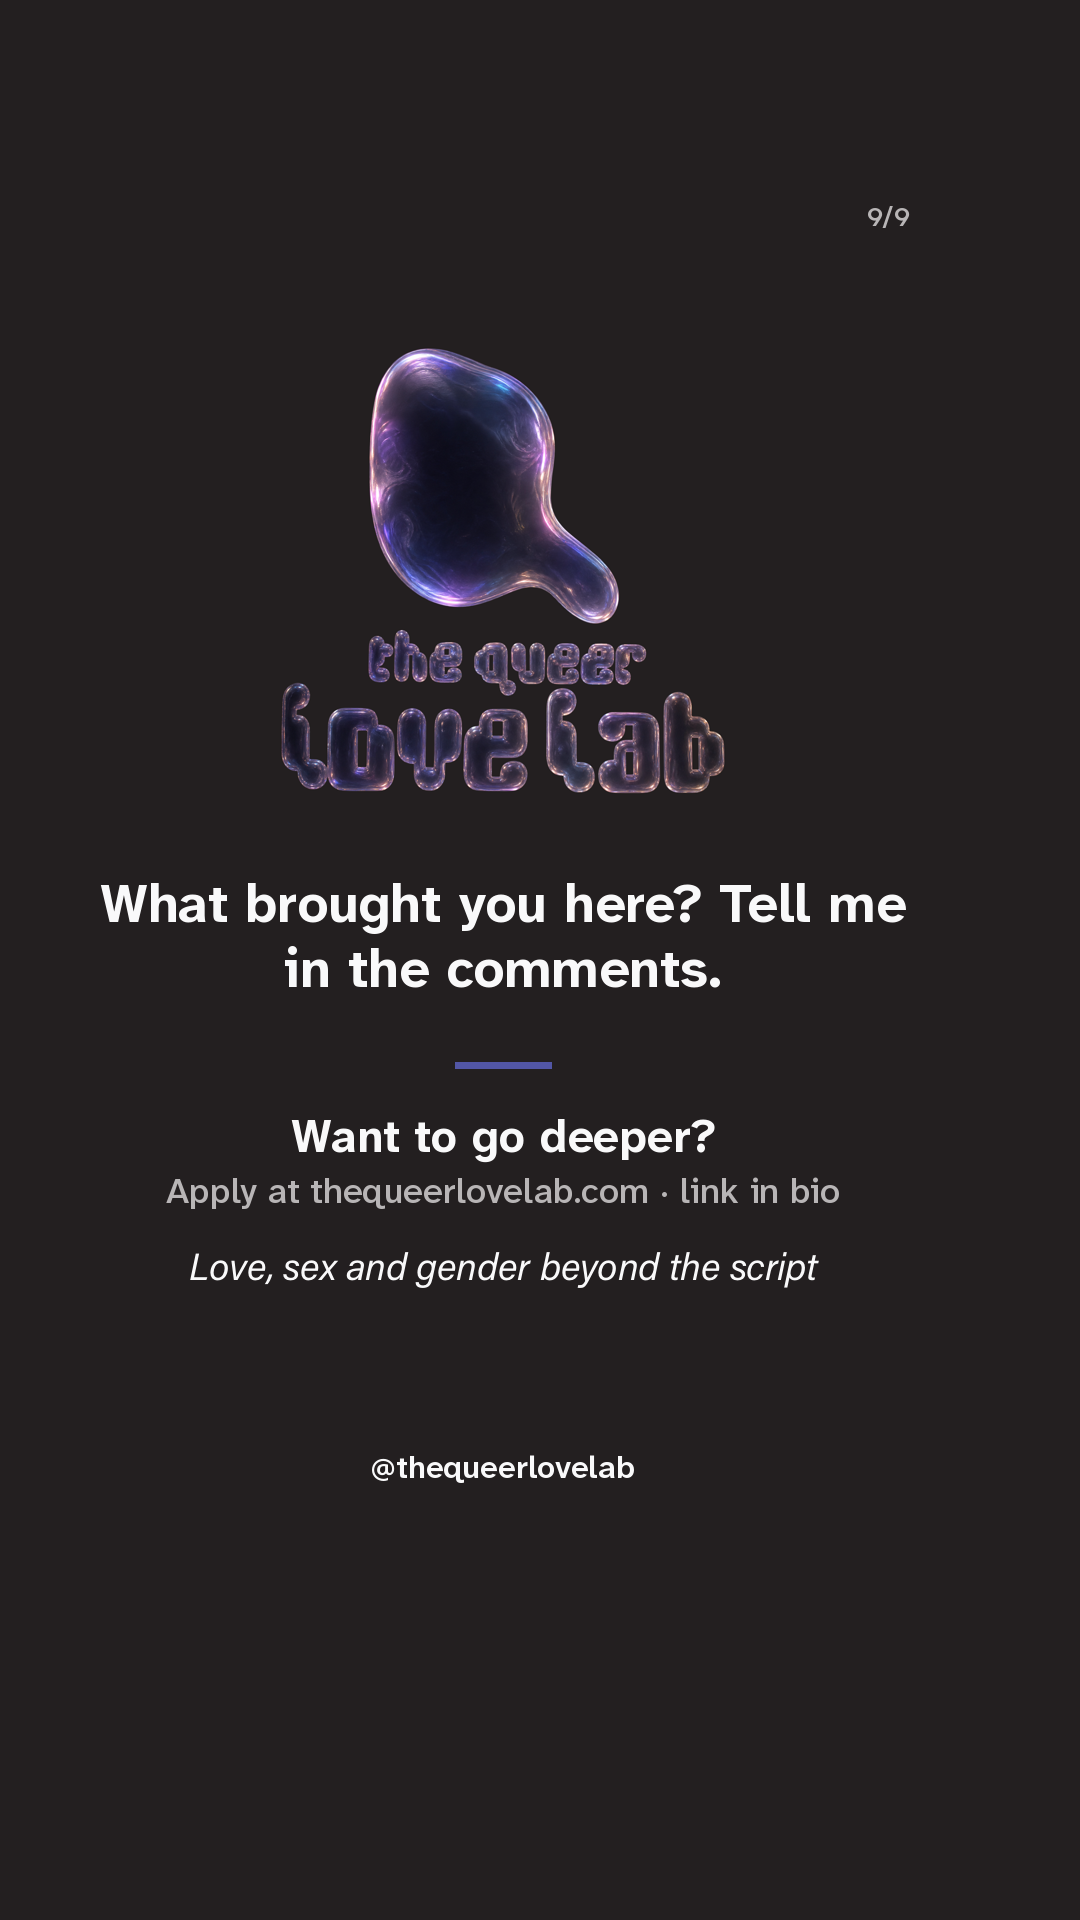 9/9
the queer
love lab
What brought you here? Tell me
in the comments.
Want to go deeper?
Apply at thequeerlovelab.com · link in bio
Love, sex and gender beyond the script
@thequeerlovelab